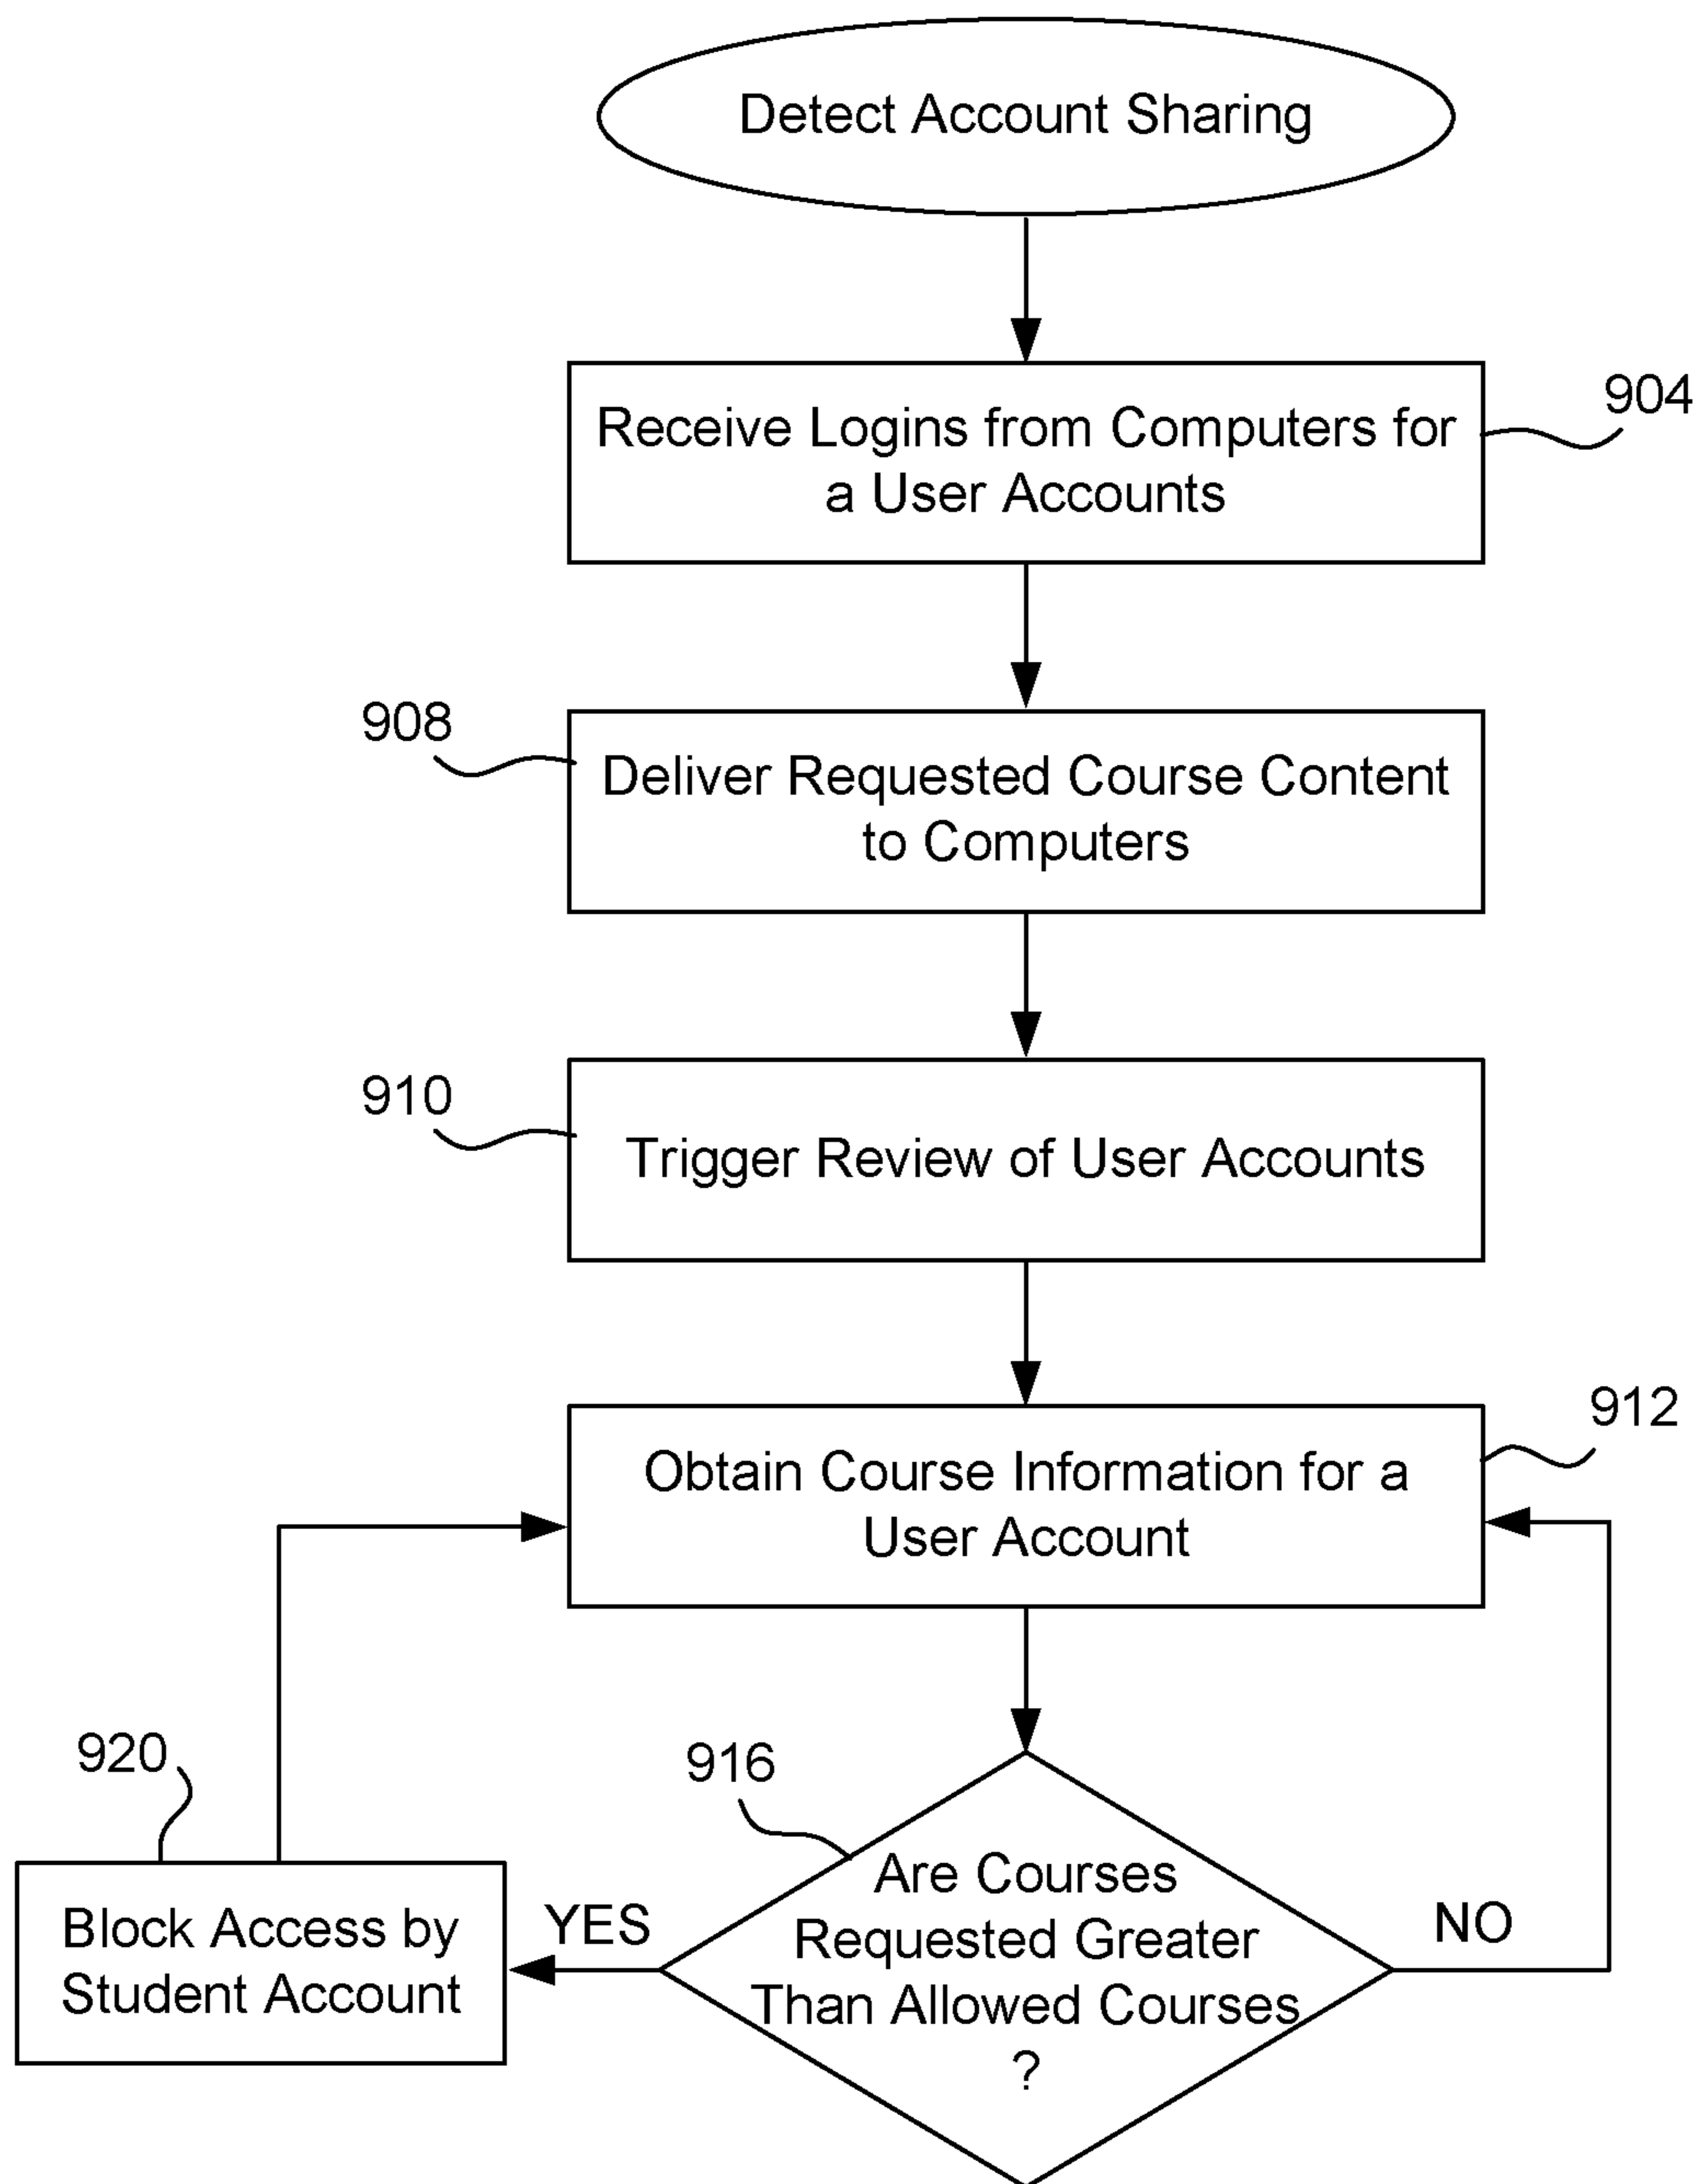 Detect Account Sharing
904
Receive Logins from Computers for
a User Accounts
908
Deliver Requested Course Content
to Computers
910
Trigger Review of User Accounts
912
Obtain Course Information for a
User Account
920
916
Block Access by
Student Account
YES
Are Courses
Requested Greater
Than Allowed Courses
?
NO